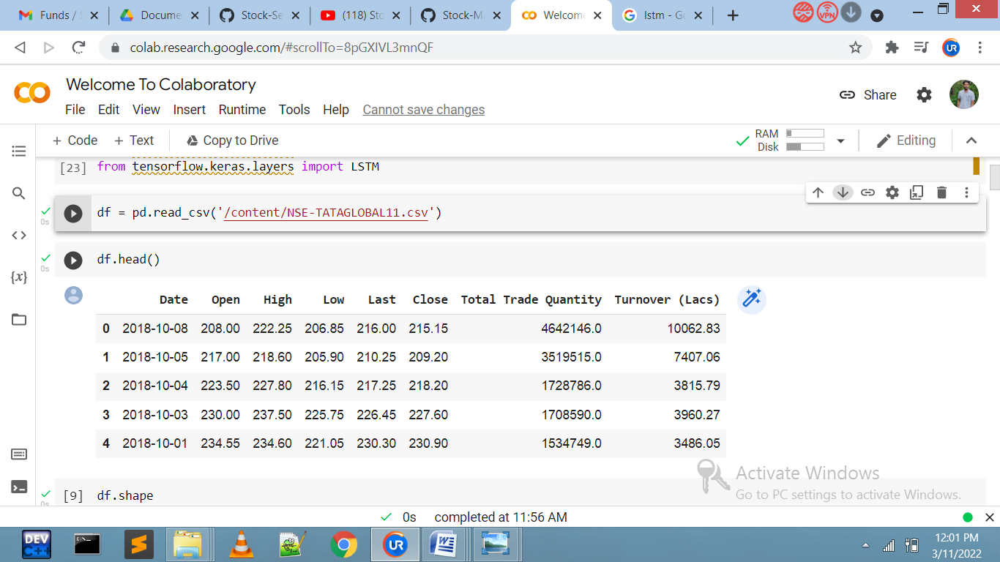 Funds / S
Docume
Stock-Se
(118) Sto
Stock-Ma
Welcom
lstm - Go
VPN
colab.research.google.com/#scrollTo=8pGXlVL3mnQF
UR
CO
Welcome To Colaboratory
File Edit View Insert Runtime Tools Help Cannot save changes
Share
+ Code + Text Copy to Drive
RAM
Disk
Editing
[23] from tensorflow.keras.layers import LSTM
df = pd.read_csv('/content/NSE-TATAGLOBAL11.csv')
0s
df.head()
0s
{x}
Date Open High Low Last Close Total Trade Quantity Turnover (Lacs)
0 2018-10-08 208.00 222.25 206.85 216.00 215.15 4642146.0 10062.83
1 2018-10-05 217.00 218.60 205.90 210.25 209.20 3519515.0 7407.06
2 2018-10-04 223.50 227.80 216.15 217.25 218.20 1728786.0 3815.79
3 2018-10-03 230.00 237.50 225.75 226.45 227.60 1708590.0 3960.27
4 2018-10-01 234.55 234.60 221.05 230.30 230.90 1534749.0 3486.05
Activate Windows
Go to PC settings to activate Windows.
[9] df.shape
0s
0s completed at 11:56 AM
DEV
C++
UR
W
12:01 PM
3/11/2022